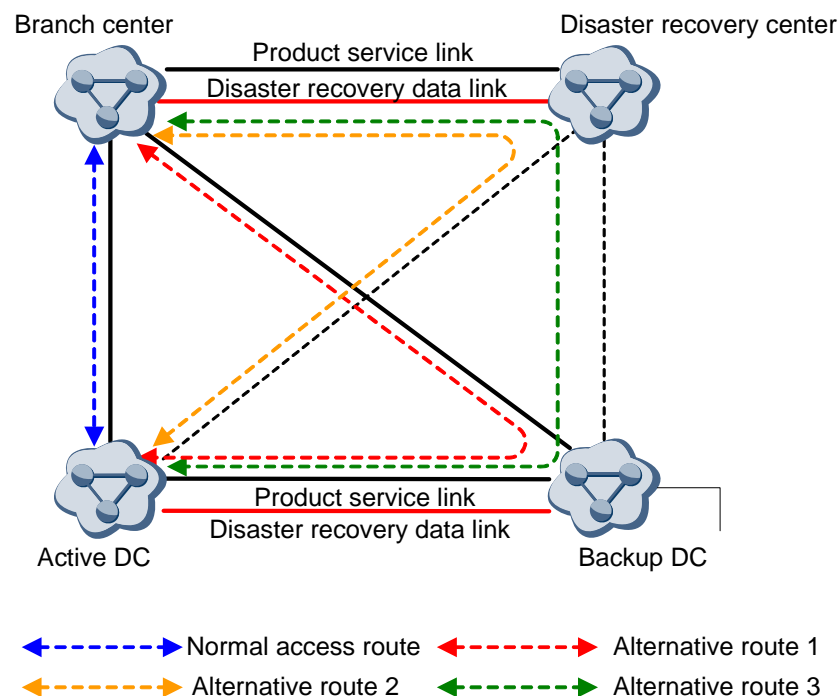 Branch center
Disaster recovery center
Product service link
Disaster recovery data link
Product service link
Disaster recovery data link
Active DC
Backup DC
Normal access route
Alternative route 1
Alternative route 2
Alternative route 3